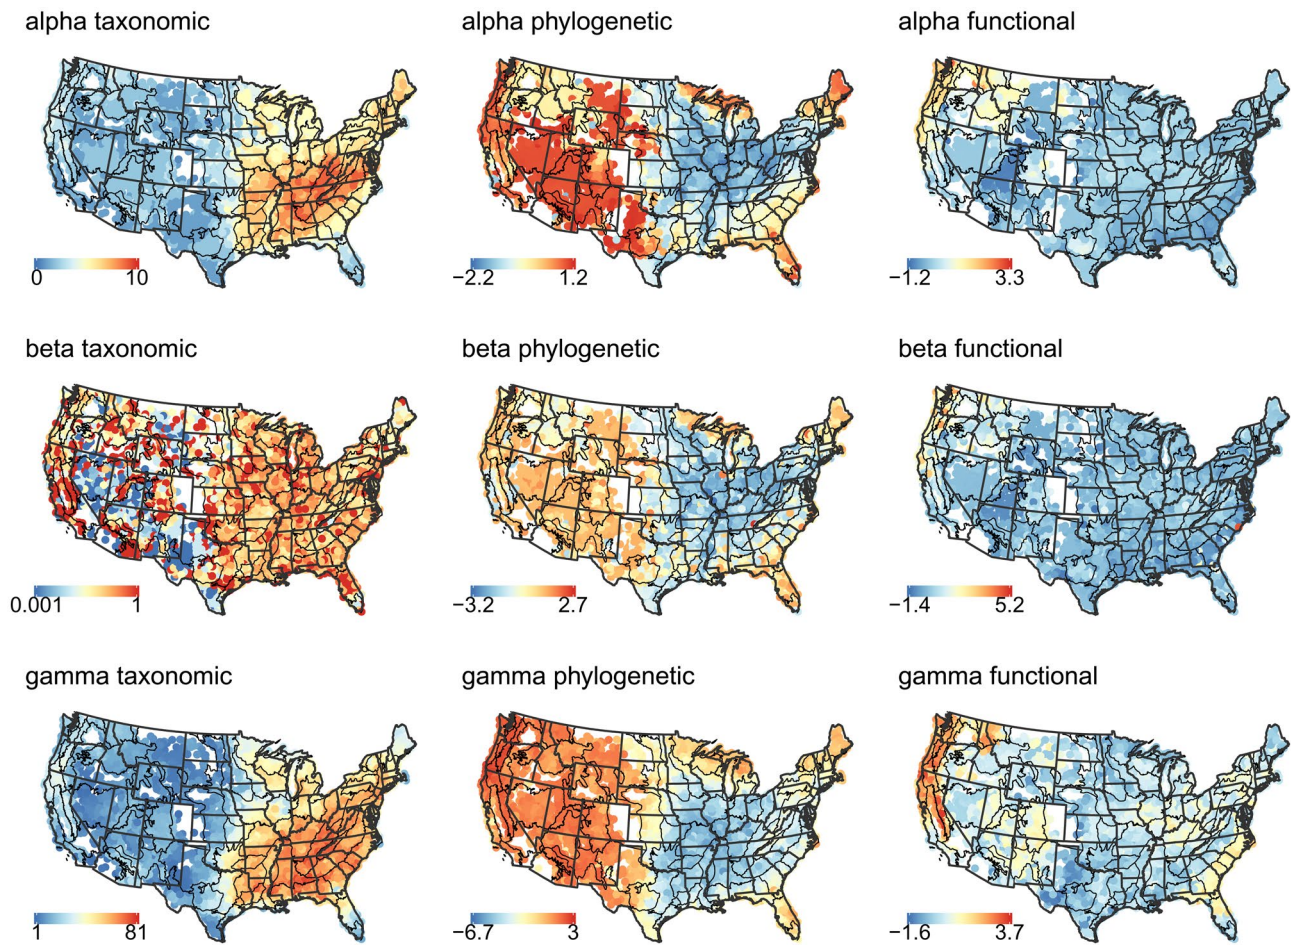 alpha taxonomic
alpha phylogenetic
alpha functional
0 10
−2.2 1.2
−1.2 3.3
beta taxonomic
beta phylogenetic
beta functional
0.001 1
−3.2 2.7
−1.4 5.2
gamma taxonomic
gamma phylogenetic
gamma functional
1 81
−6.7 3
−1.6 3.7